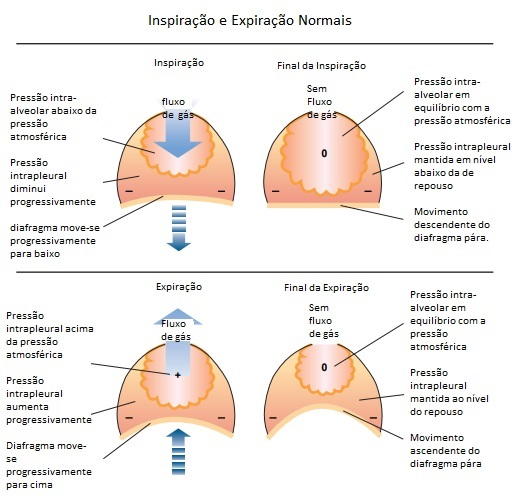 Inspiração e Expiração Normais
Inspiração
Final da Inspiração
Pressão intra-
alveolar abaixo da
pressão
atmosférica
Pressão
intrapleural
diminui
progressivamente
diafragma move-se
progressivamente
para baixo
fluxo
de gás
–
–
Sem
Fluxo
de gás
0
–
–
Pressão intra-
alveolar em
equilíbrio com a
pressão atmosférica
Pressão intrapleural
mantida em nível
abaixo da de
repouso
Movimento
descendente do
diafragma pára.
Expiração
Final da Expiração
Pressão
intrapleural acima
da pressão
atmosférica
Pressão
intrapleural
aumenta
progressivamente
Diafragma move-
se
progressivamente
para cima
Fluxo
de gás
+
–
–
Sem
fluxo
de gás
0
–
–
Pressão intra-
alveolar em
equilíbrio com a
pressão
atmosférica
Pressão
intrapleural
mantida ao nível
do repouso
Movimento
ascendente do
diafragma pára